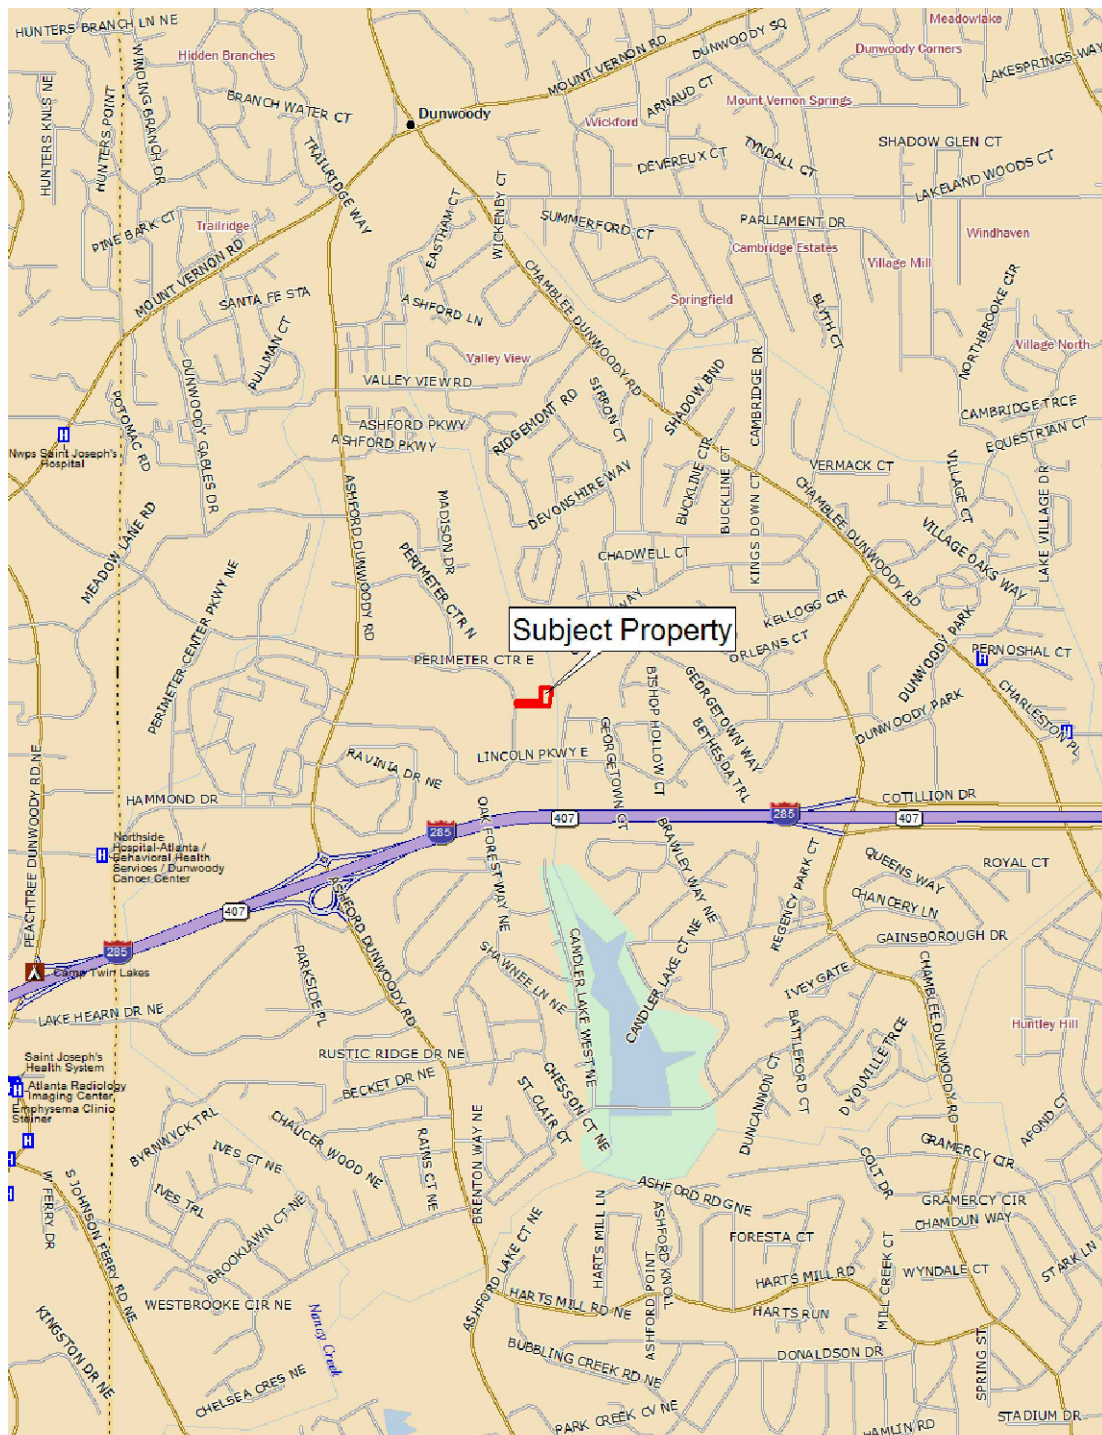 HUNTERS BRANCH LN NE
Hidden Branches
WINDING BRANCH DR
HUNTERS KNLS NE
HUNTERS POINT
BRANCH WATER CT
TRAILRIDGE WAY
Dunwoody
MOUNT VERNON RD
DUNWOODY SQ
Meadowlake
Dunwoody Corners
LAKESPRINGS WAY
ARNAUD CT
Mount Vernon Springs
Wickford
DEVEREUX CT
TYNDALL CT
SHADOW GLEN CT
LAKELAND WOODS CT
PINE BARK CT
Trailridge
MOUNT VERNON RD
EASTHAM CT
WICKENBY CT
SUMMERFORD CT
PARLIAMENT DR
Cambridge Estates
Windhaven
Village Mill
SANTA FE STA
PULLMAN CT
ASHFORD LN
CHAMBLEE DUNWOODY RD
Springfield
BLYTH CT
NORTHBROOKE CIR
Village North
Valley View
VALLEY VIEW RD
DUNWOODY GABLES DR
POTOMAC RD
ASHFORD PKWY
ASHFORD PKWY
RIDGEMONT RD
SIRRON CT
SHADOW BND
CAMBRIDGE DR
CAMBRIDGE TRCE
EQUESTRIAN CT
Nwps Saint Joseph's
Hospital
MEADOW LANE RD
ASHFORD DUNWOODY RD
MADISON DR
DEVONSHIRE WAY
BUCKLINE CIR
BUCKLINE CT
KINGS DOWN CT
VERMACK CT
VILLAGE CT
CHAMBLEE DUNWOODY RD
VILLAGE OAKS WAY
LAKE VILLAGE DR
PERIMETER CENTER PKWY NE
PERIMETER CTR N
CHADWELL CT
WAY
KELLOGG CIR
ORLEANS CT
DUNWOODY PARK
PERNOSHAL CT
Subject Property
PERIMETER CTR E
BISHOP HOLLOW CT
GEORGETOWN WAY
BETHESDA TRL
GEORGETOWN CT
DUNWOODY PARK
CHARLESTON PL
PEACHTREE DUNWOODY RD NE
RAVINIA DR NE
LINCOLN PKWY E
HAMMOND DR
COTILLION DR
285
407
285
407
Northside
Hospital-Atlanta /
Behavioral Health
Services / Dunwoody
Cancer Center
OAK FOREST WAY NE
BRAWLEY WAY NE
REGENCY PARK CT
QUEENS WAY
ROYAL CT
CHANCERY LN
GAINSBOROUGH DR
407
285
Camp Twin Lakes
ASHFORD DUNWOODY RD
PARKSIDE PL
SHAWNEE LN NE
CANDLER LAKE WEST NE
CANDLER LAKE CT NE
IVEY GATE
CHAMBLEE DUNWOODY RD
LAKE HEARN DR NE
BATTLEFORD CT
D YOUVILLE TRCE
Huntley Hill
Saint Joseph's
Health System
Atlanta Radiology
Imaging Center
Emphysema Clinic
Steiner
RUSTIC RIDGE DR NE
BECKET DR NE
CHESSON CT NE
ST. CLAIR CT
DUNCANNON CT
AFOND CT
BYRNWYCK TRL
CHAUCER WOOD NE
IVES CT NE
IVES TRL
RAINS CT NE
BRENTON WAY NE
COLT DR
GRAMERCY CIR
GRAMERCY CIR
CHAMDUN WAY
W FERRY DR
S JOHNSON FERRY RD NE
BROOKLAWN CT NE
ASHFORD LAKE CT NE
HARTS MILL LN
ASHFORD RDG NE
ASHFORD KNOLL
ASHFORD POINT
FORESTA CT
MILL CREEK CT
WYNDALE CT
STARK LN
WESTBROOKE CIR NE
HARTS MILL RD NE
HARTS MILL RD
HARTS RUN
KINGSTON DR NE
Nancy Creek
CHELSEA CRES NE
BUBBLING CREEK RD NE
DONALDSON DR
SPRING ST
PARK CREEK CV NE
HAMLIN RD
STADIUM DR